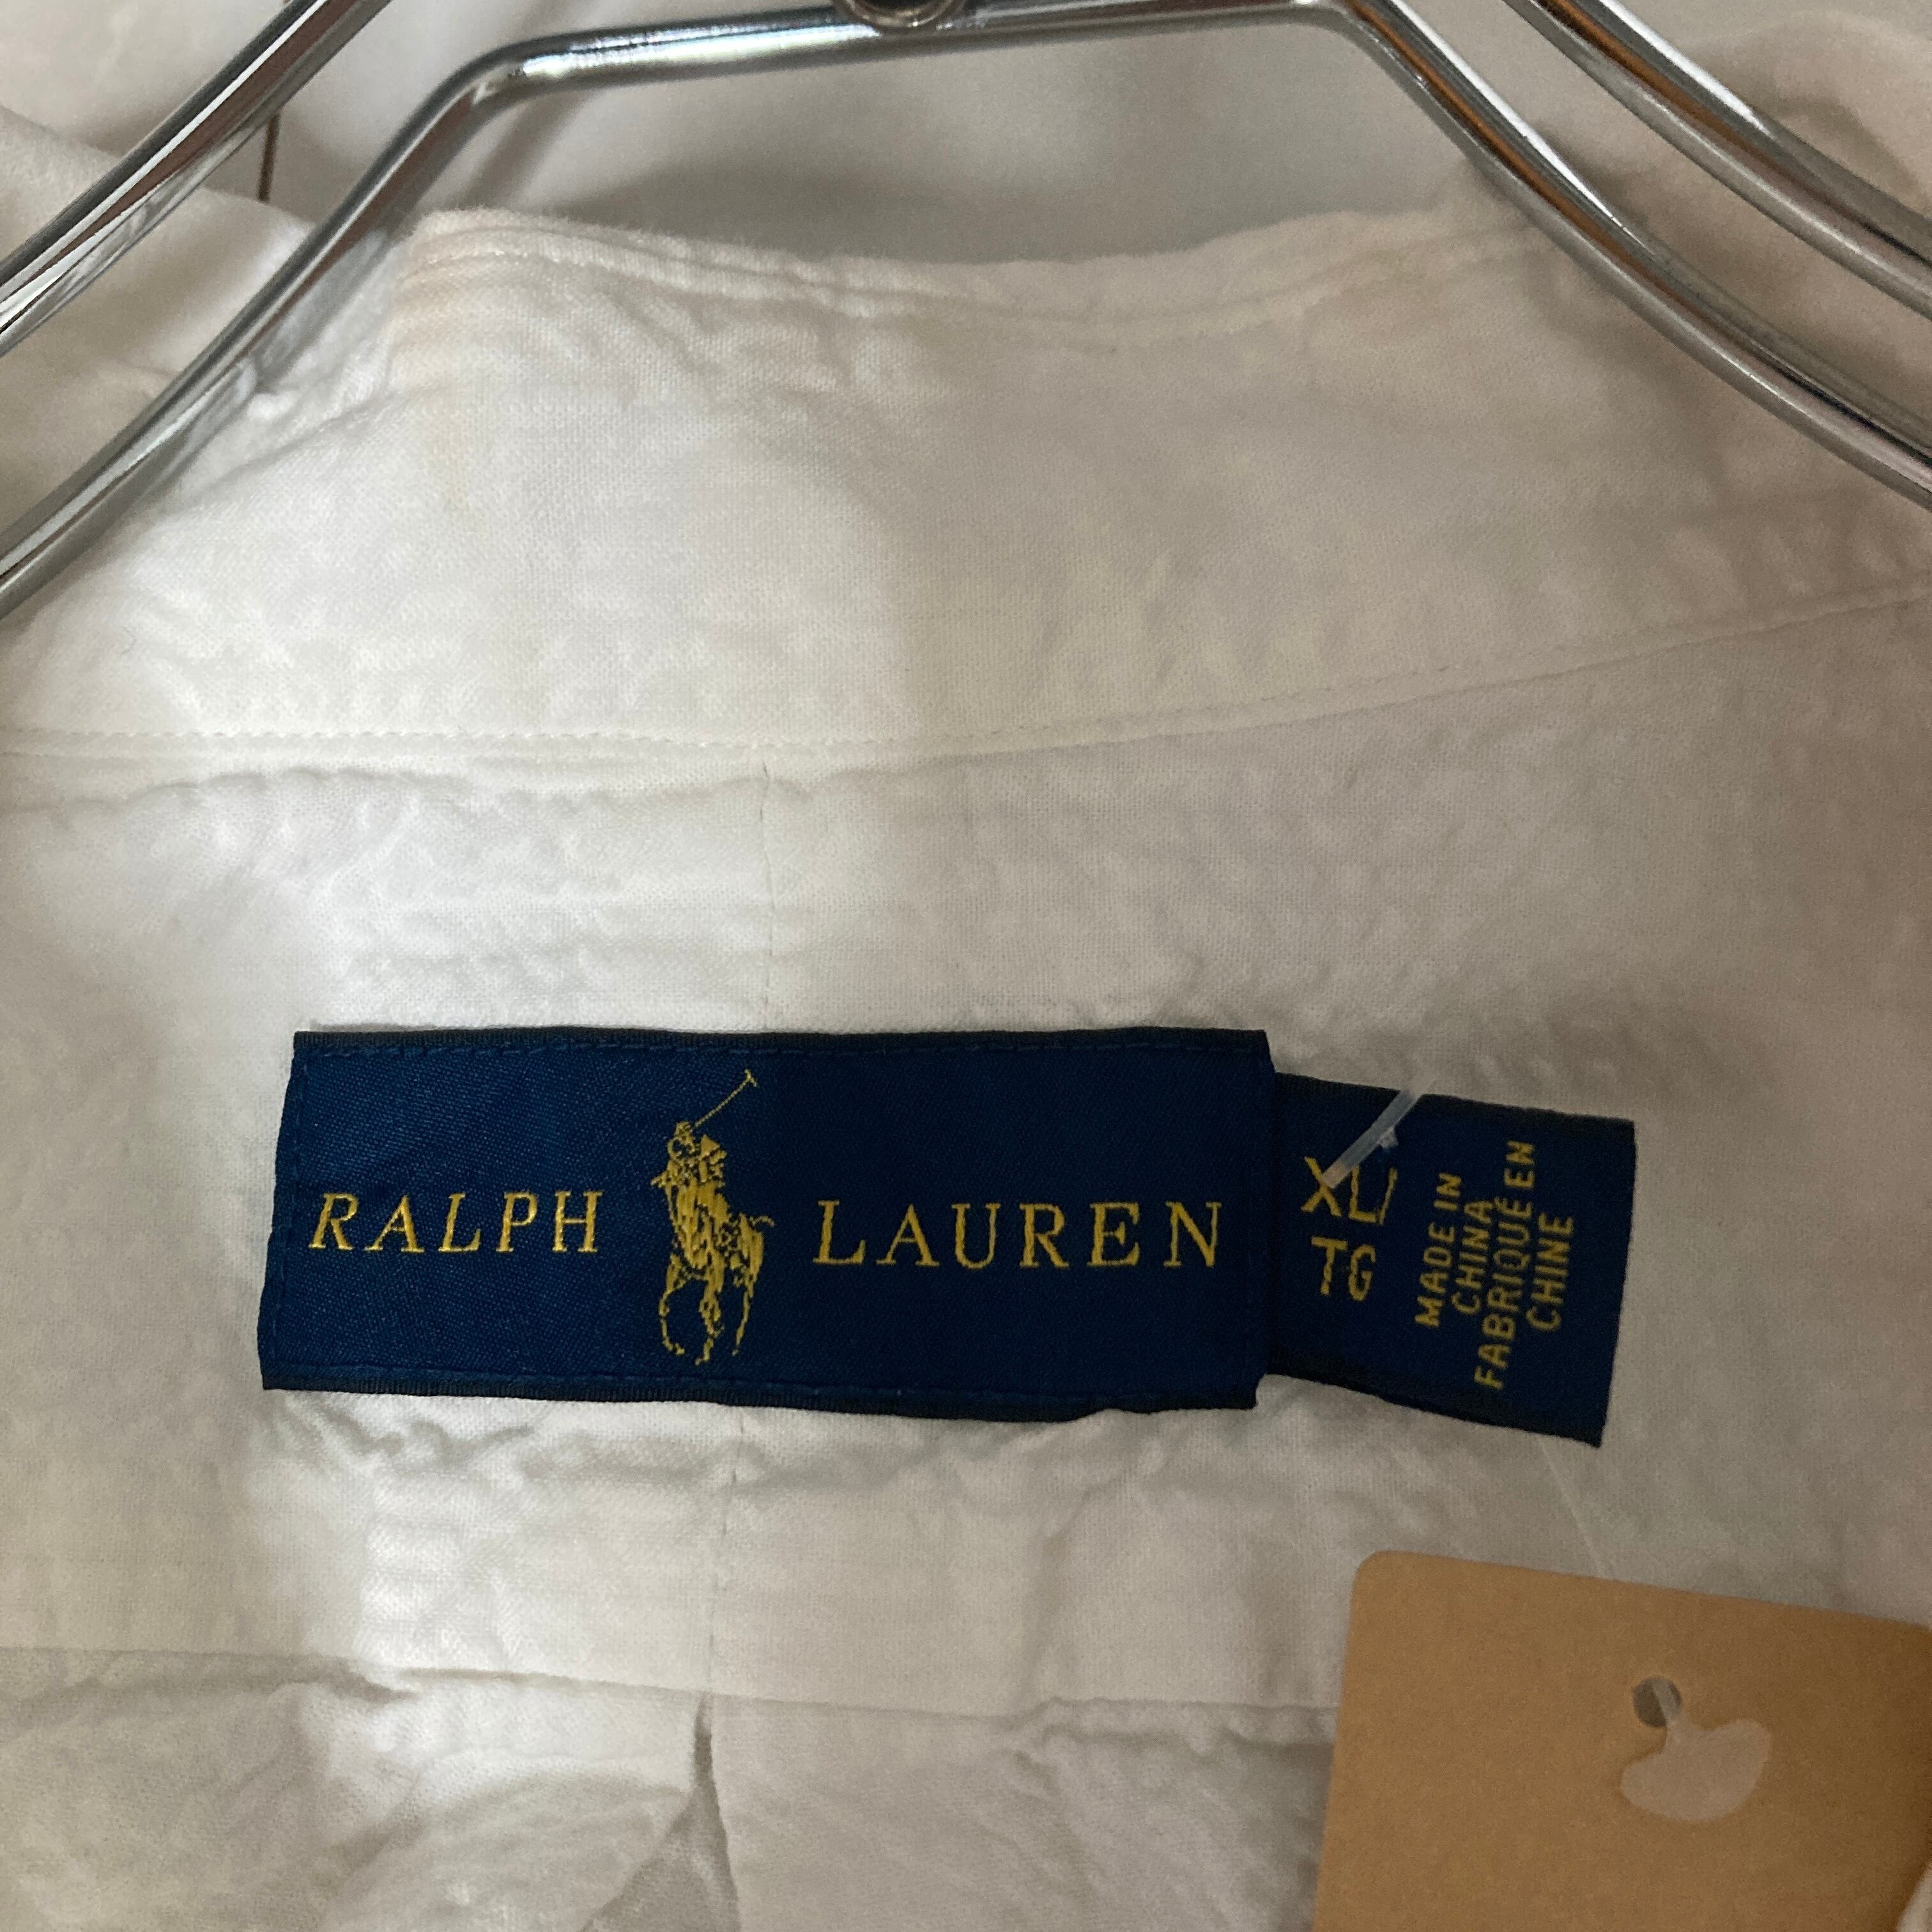 RALPH LAUREN
XL/
TG
MADE IN
CHINA
FABRIQUÉ EN
CHINE